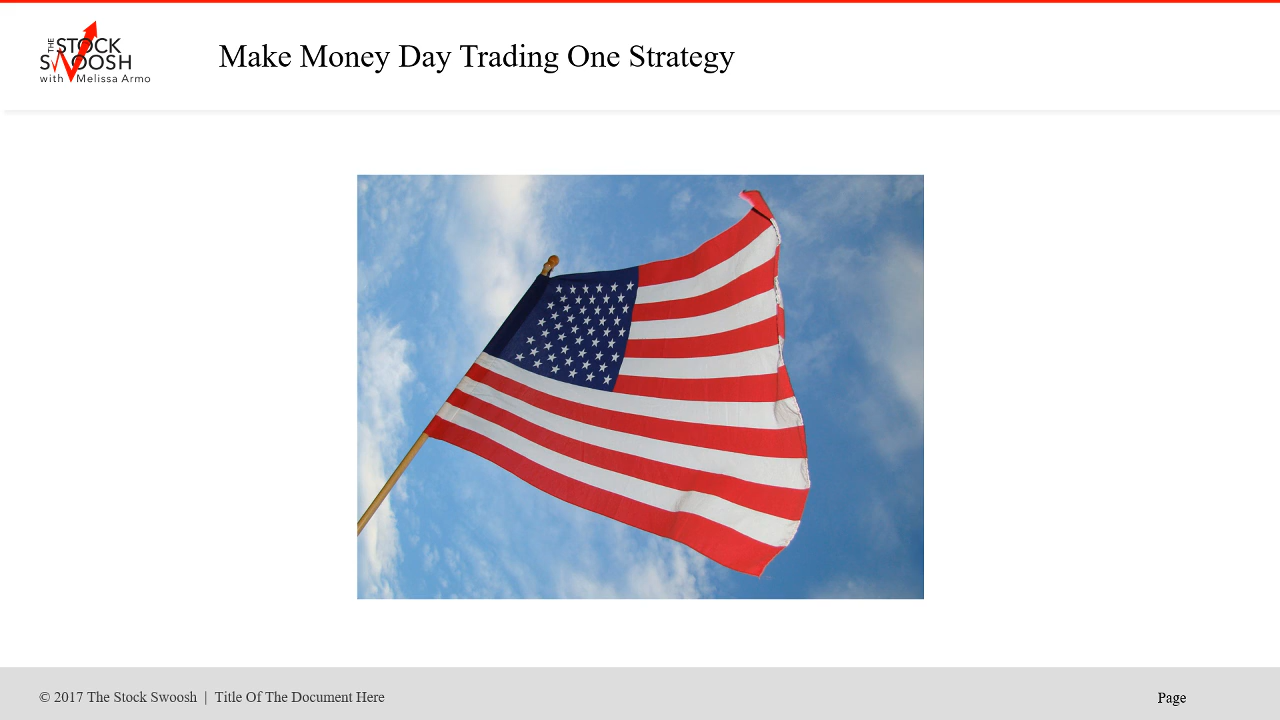 THE STOCK
SWOOSH
with Melissa Armo
Make Money Day Trading One Strategy
© 2017 The Stock Swoosh | Title Of The Document Here
Page